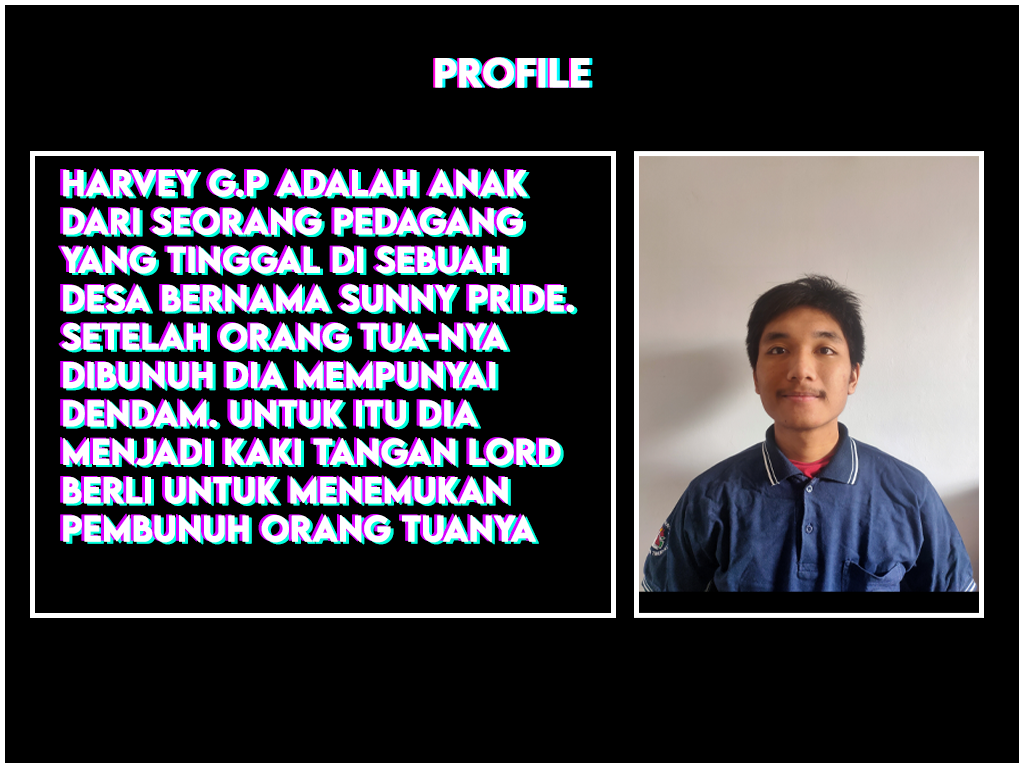 PROFILE
HARVEY G.P ADALAH ANAK
DARI SEORANG PEDAGANG
YANG TINGGAL DI SEBUAH
DESA BERNAMA SUNNY PRIDE.
SETELAH ORANG TUA-NYA
DIBUNUH DIA MEMPUNYAI
DENDAM. UNTUK ITU DIA
MENJADI KAKI TANGAN LORD
BERLI UNTUK MENEMUKAN
PEMBUNUH ORANG TUANYA